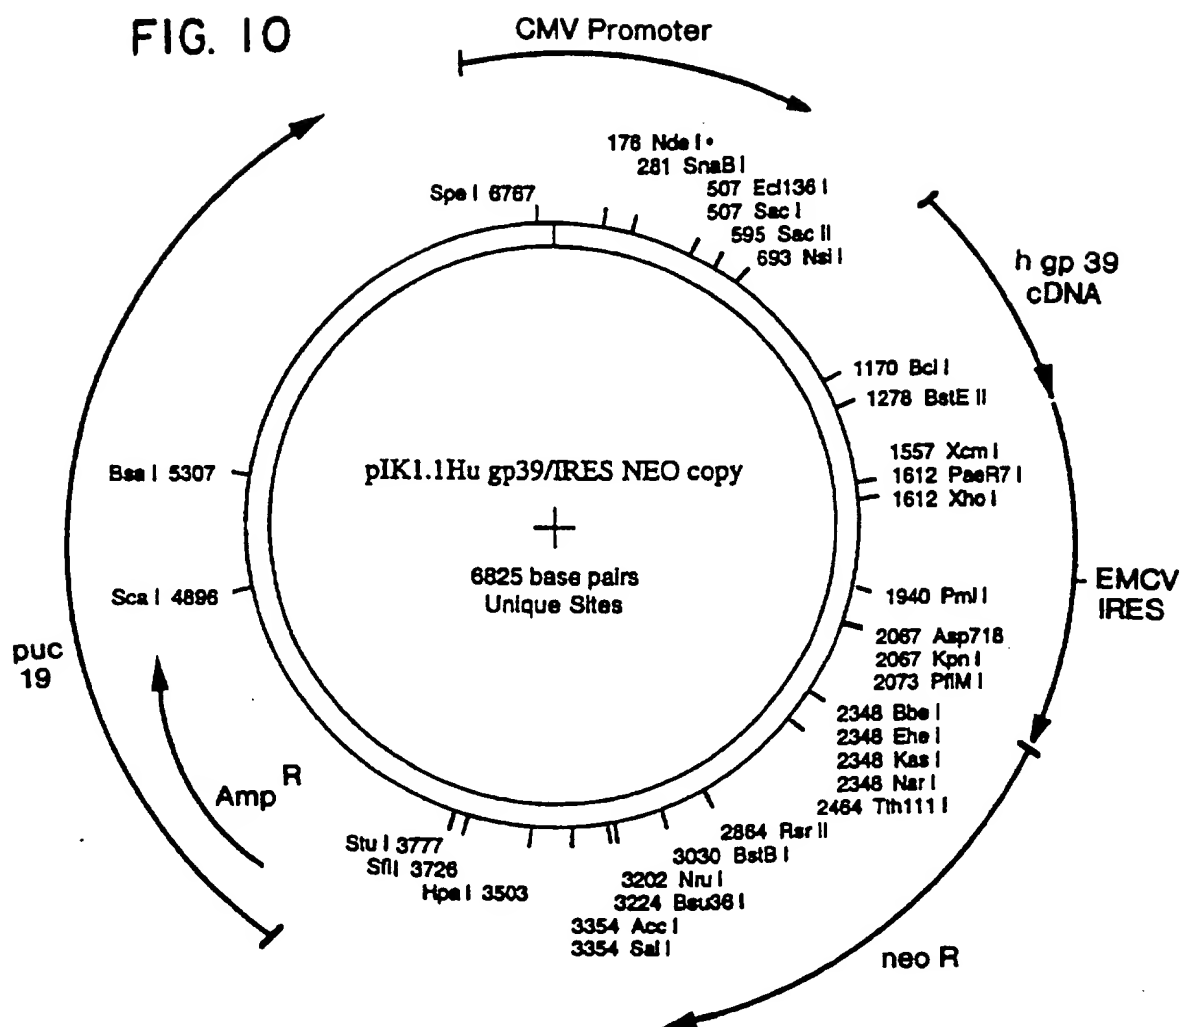 FIG. 10
CMV Promoter
176 Nde I •
281 SnaB I
507 Ecl136 I
507 Sac I
595 Sac II
693 Nsi I
Spe I 6767
h gp 39
cDNA
1170 Bcl I
1278 BstE II
1557 Xcm I
1612 PaeR7 I
1612 Xho I
Bsa I 5307
pIK1.1Hu gp39/IRES NEO copy
6825 base pairs
Unique Sites
Sca I 4896
1940 Pml I
EMCV
IRES
2067 Asp718
2067 Kpn I
2073 PflM I
puc
19
2348 Bbe I
2348 Ehe I
2348 Kas I
2348 Nar I
2464 Tth111 I
Amp R
2864 Rsr II
3030 BstB I
3202 Nru I
3224 Bsu36 I
3354 Acc I
3354 Sal I
Stu I 3777
Sfi I 3726
Hpa I 3503
neo R